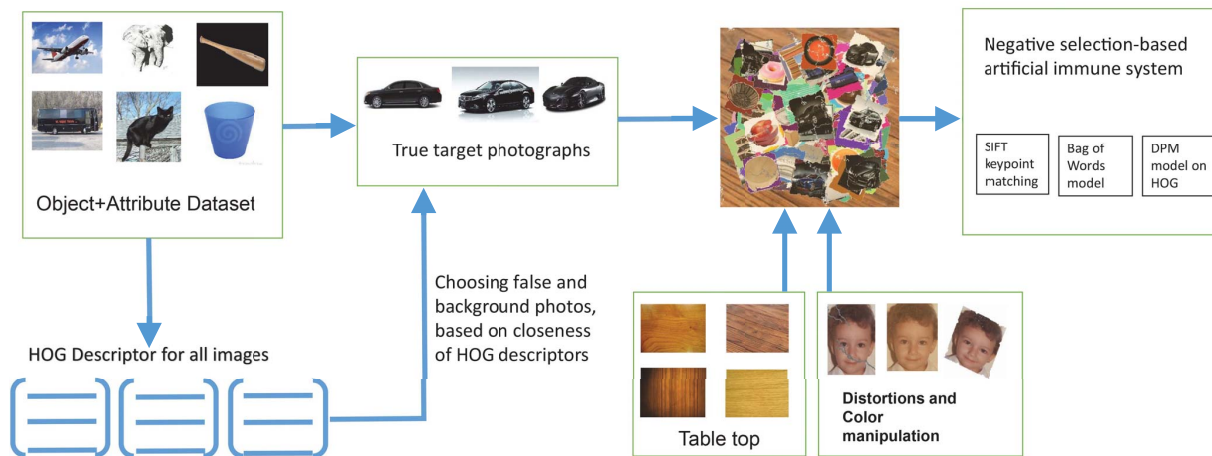 Object+Attribute Dataset
True target photographs
Negative selection-based
artificial immune system
SIFT
keypoint
matching
Bag of
Words
model
DPM
model on
HOG
HOG Descriptor for all images
Choosing false and
background photos,
based on closeness
of HOG descriptors
Table top
Distortions and
Color
manipulation